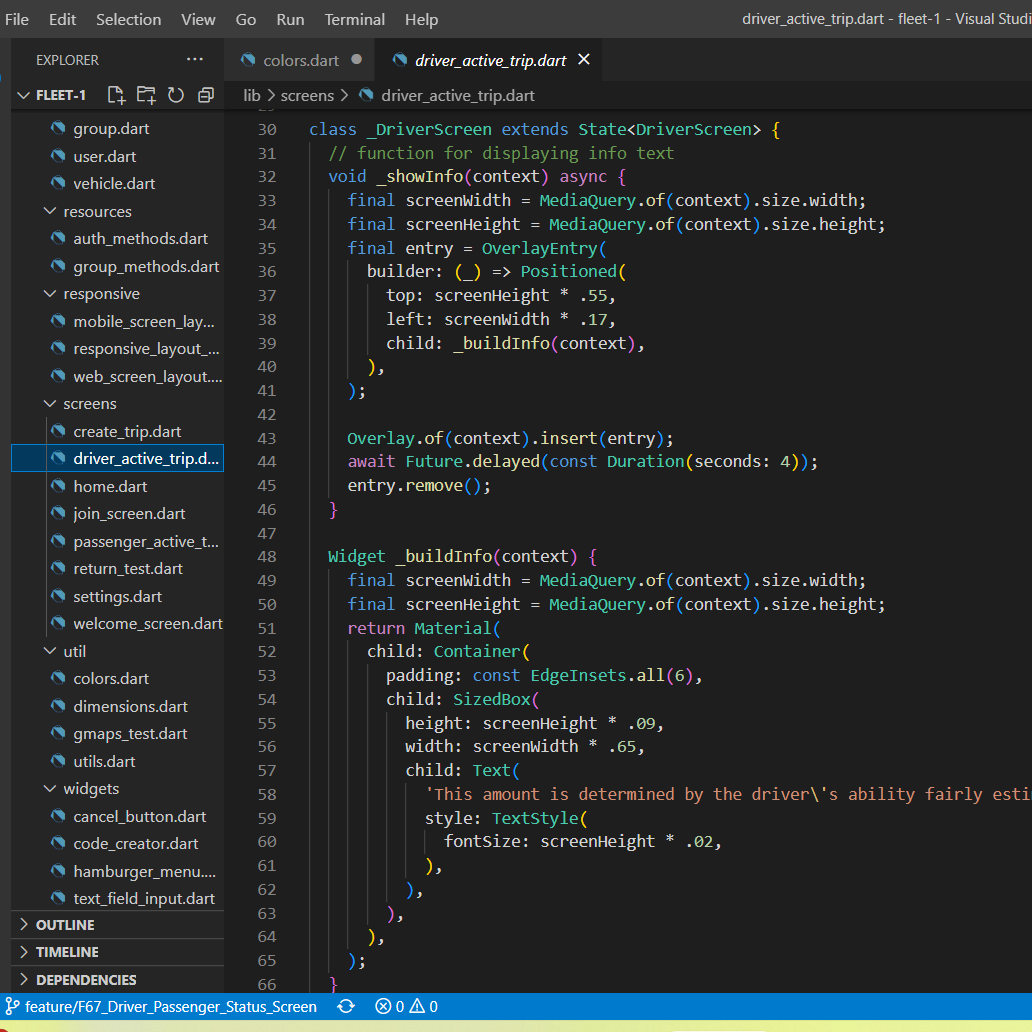 File Edit Selection View Go Run Terminal Help
driver_active_trip.dart - fleet-1 - Visual Studi
EXPLORER ···
FLEET-1
group.dart
user.dart
vehicle.dart
resources
auth_methods.dart
group_methods.dart
responsive
mobile_screen_lay...
responsive_layout_...
web_screen_layout....
screens
create_trip.dart
driver_active_trip.d...
home.dart
join_screen.dart
passenger_active_t...
return_test.dart
settings.dart
welcome_screen.dart
util
colors.dart
dimensions.dart
gmaps_test.dart
utils.dart
widgets
cancel_button.dart
code_creator.dart
hamburger_menu....
text_field_input.dart
OUTLINE
TIMELINE
DEPENDENCIES
colors.dart ● driver_active_trip.dart ×
lib > screens > driver_active_trip.dart
30 class _DriverScreen extends State<DriverScreen> {
31 // function for displaying info text
32 void _showInfo(context) async {
33 final screenWidth = MediaQuery.of(context).size.width;
34 final screenHeight = MediaQuery.of(context).size.height;
35 final entry = OverlayEntry(
36 builder: (_) => Positioned(
37 top: screenHeight * .55,
38 left: screenWidth * .17,
39 child: _buildInfo(context),
40 ),
41 );
42
43 Overlay.of(context).insert(entry);
44 await Future.delayed(const Duration(seconds: 4));
45 entry.remove();
46 }
47
48 Widget _buildInfo(context) {
49 final screenWidth = MediaQuery.of(context).size.width;
50 final screenHeight = MediaQuery.of(context).size.height;
51 return Material(
52 child: Container(
53 padding: const EdgeInsets.all(6),
54 child: SizedBox(
55 height: screenHeight * .09,
56 width: screenWidth * .65,
57 child: Text(
58 'This amount is determined by the driver\'s ability fairly esti
59 style: TextStyle(
60 fontSize: screenHeight * .02,
61 ),
62 ),
63 ),
64 ),
65 );
66 }
feature/F67_Driver_Passenger_Status_Screen 0 0